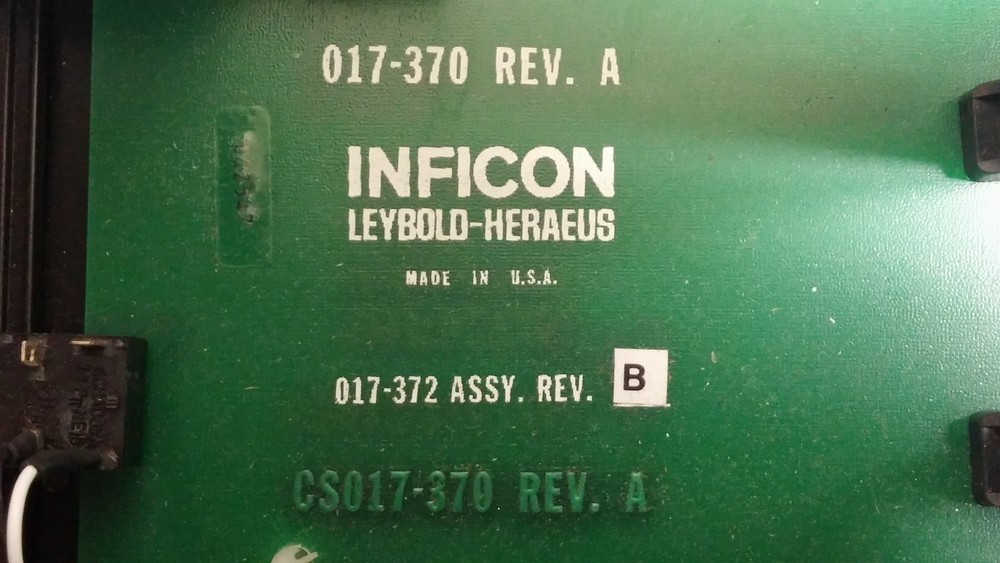 017-370 REV. A
INFICON
LEYBOLD-HERAEUS
MADE IN U.S.A.
017-372 ASSY. REV. B
CS017-370 REV. A